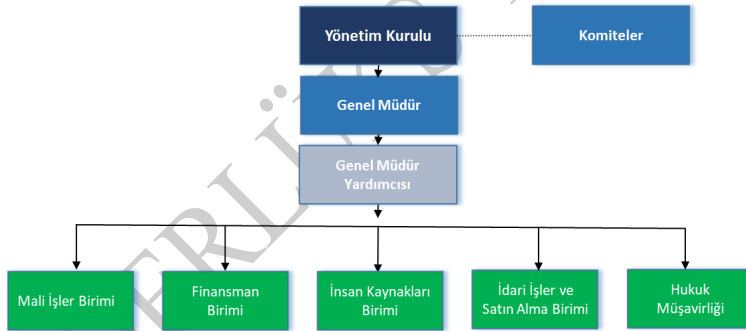 Yönetim Kurulu
Komiteler
Genel Müdür
Genel Müdür
Yardımcısı
Mali İşler Birimi
Finansman
Birimi
İnsan Kaynakları
Birimi
İdari İşler ve
Satın Alma Birimi
Hukuk
Müşavirliği